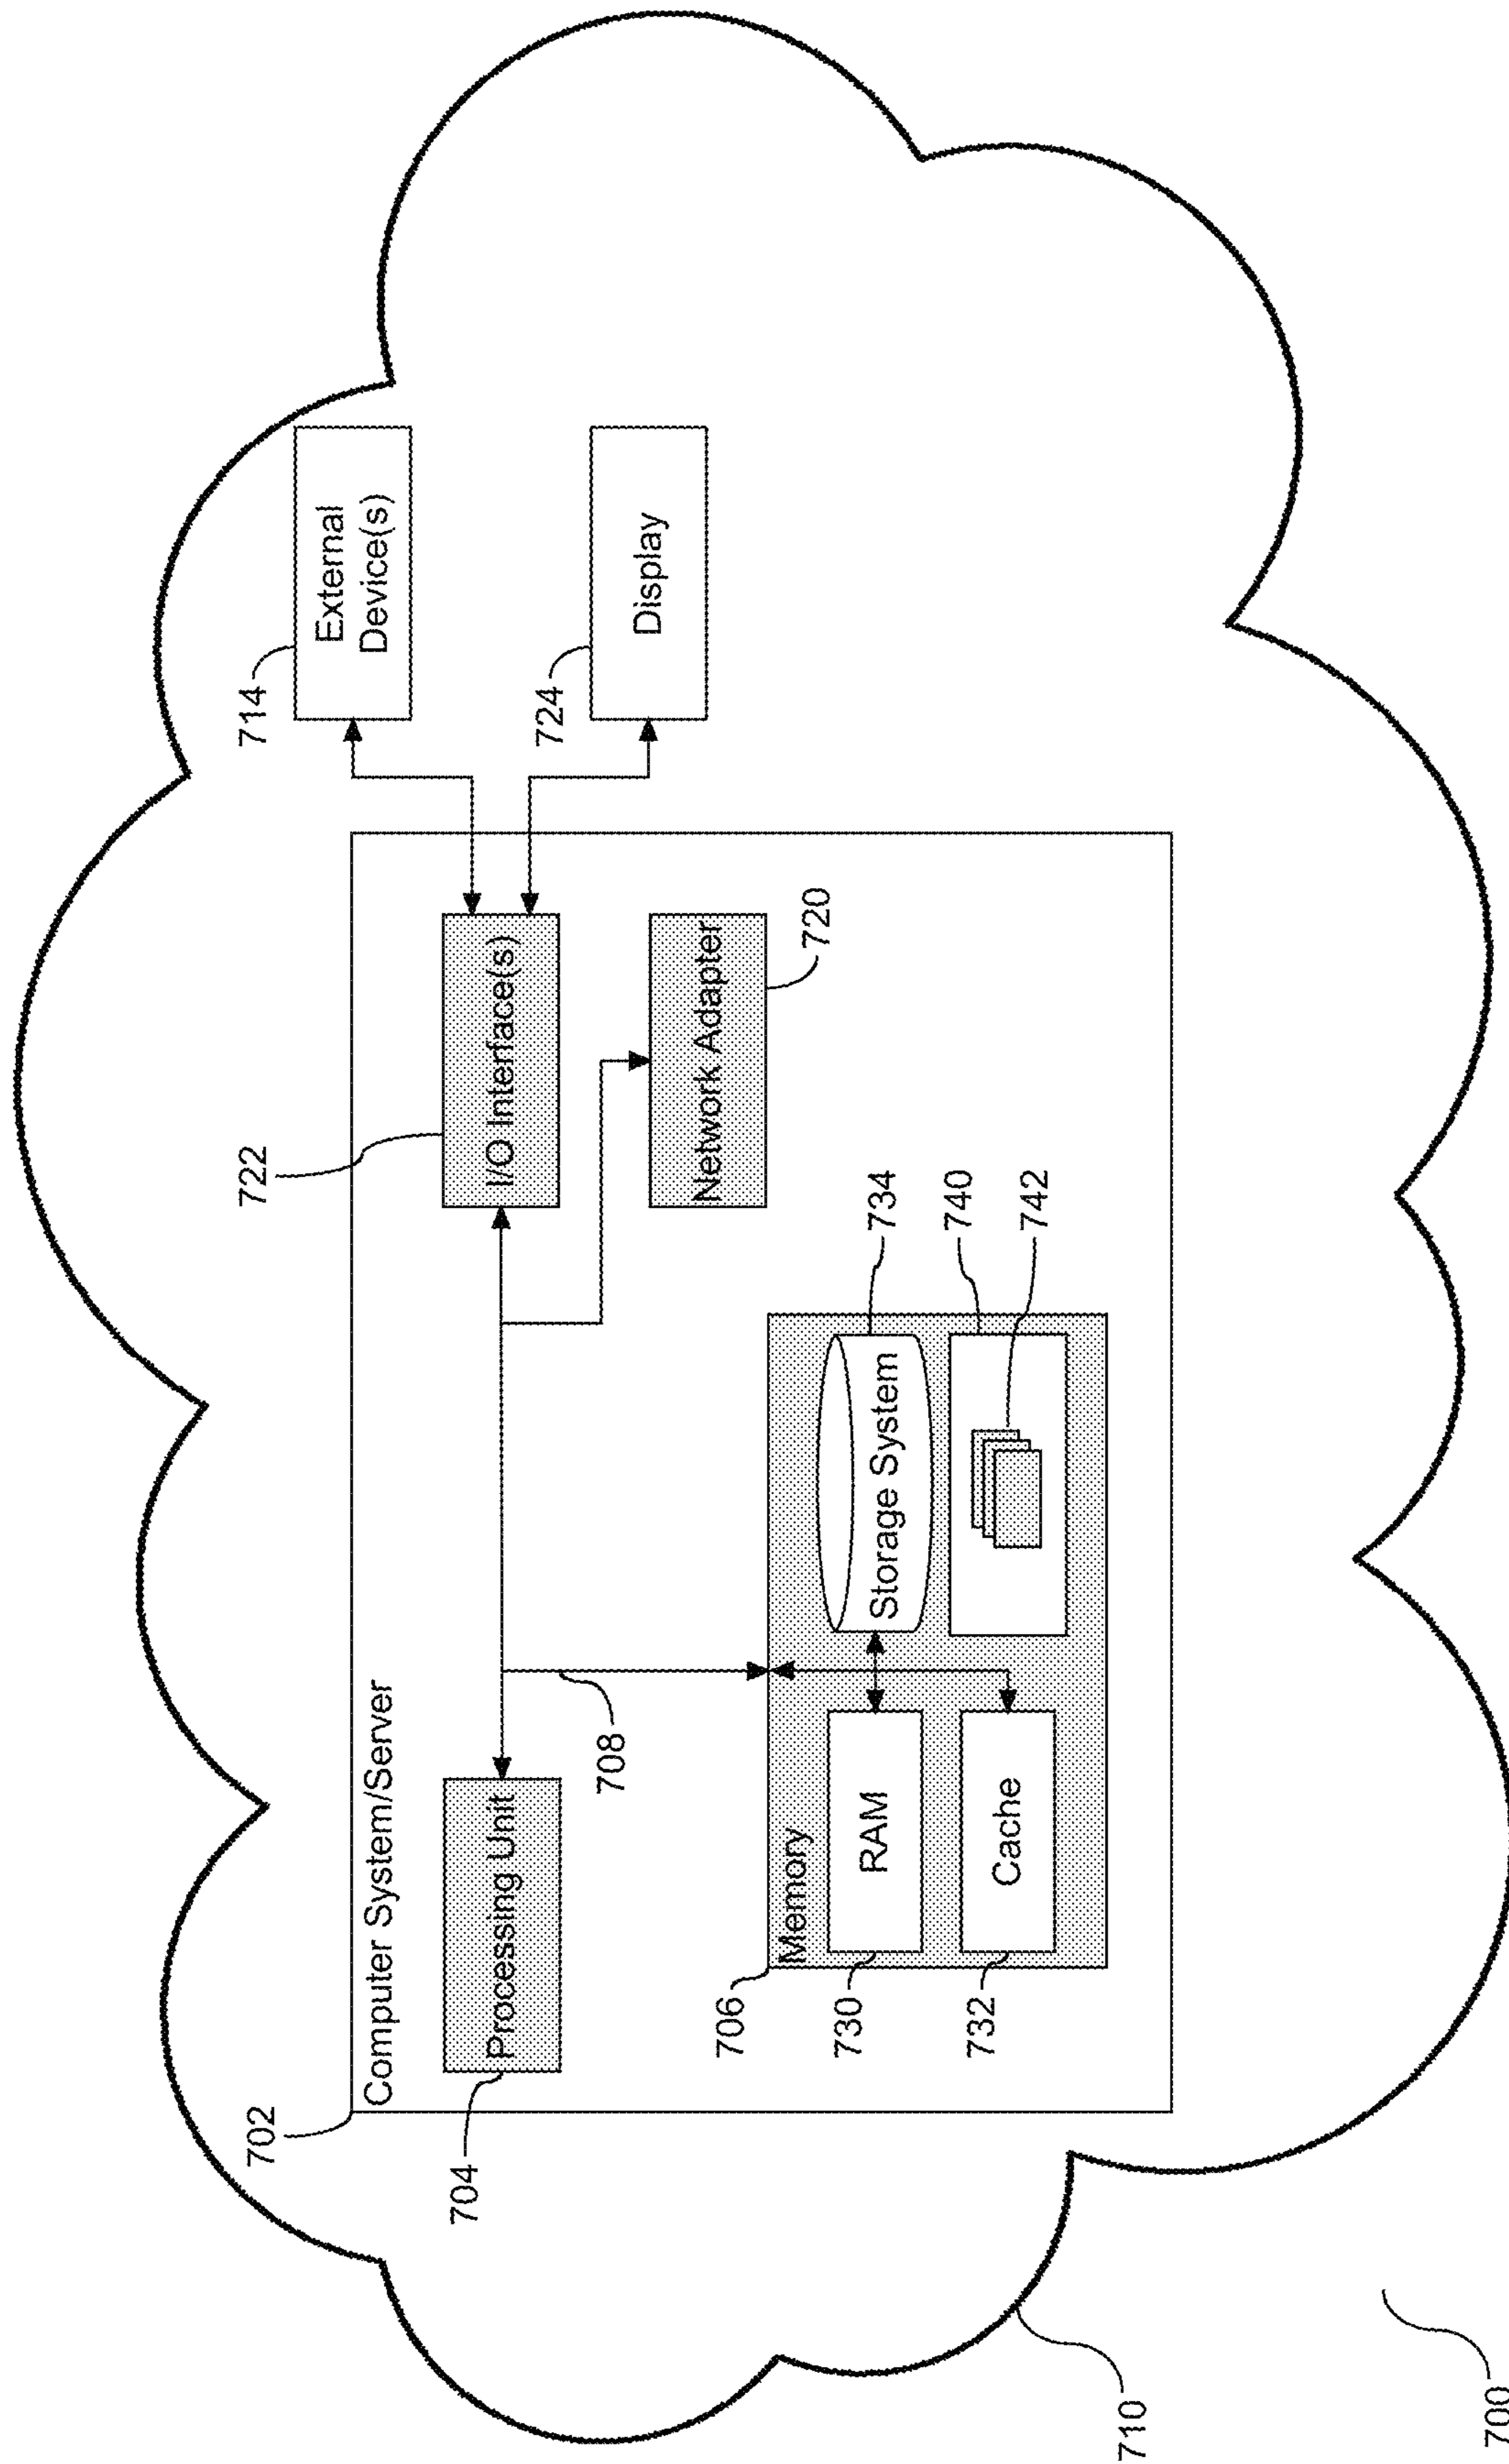 702
Computer System/Server
704
Processing Unit
708
722
I/O Interface(s)
714
External
Device(s)
724
Display
Network Adapter
720
706
Memory
730
RAM
732
Cache
Storage System
734
740
742
710
700